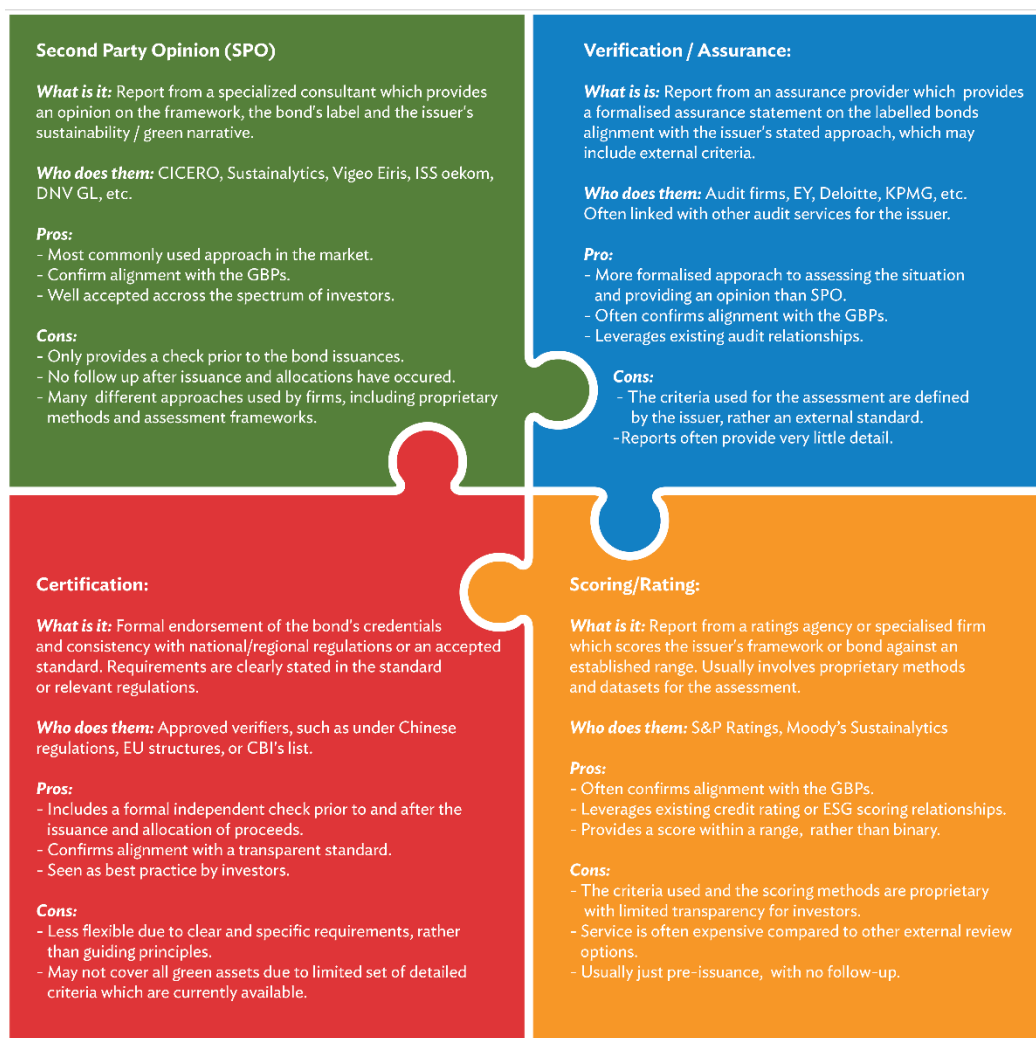 Second Party Opinion (SPO)
What is it: Report from a specialized consultant which provides
an opinion on the framework, the bond's label and the issuer's
sustainability / green narrative.
Who does them: CICERO, Sustainalytics, Vigeo Eiris, ISS oekom,
DNV GL, etc.
Pros:
- Most commonly used approach in the market.
- Confirm alignment with the GBPs.
- Well accepted accross the spectrum of investors.
Cons:
- Only provides a check prior to the bond issuances.
- No follow up after issuance and allocations have occured.
- Many different approaches used by firms, including proprietary
methods and assessment frameworks.
Verification / Assurance:
What is is: Report from an assurance provider which provides
a formalised assurance statement on the labelled bonds
alignment with the issuer's stated approach, which may
include external criteria.
Who does them: Audit firms, EY, Deloitte, KPMG, etc.
Often linked with other audit services for the issuer.
Pro:
- More formalised apporach to assessing the situation
and providing an opinion than SPO.
- Often confirms alignment with the GBPs.
- Leverages existing audit relationships.
Cons:
- The criteria used for the assessment are defined
by the issuer, rather an external standard.
-Reports often provide very little detail.
Certification:
What is it: Formal endorsement of the bond's credentials
and consistency with national/regional regulations or an accepted
standard. Requirements are clearly stated in the standard
or relevant regulations.
Who does them: Approved verifiers, such as under Chinese
regulations, EU structures, or CBI's list.
Pros:
- Includes a formal independent check prior to and after the
issuance and allocation of proceeds.
- Confirms alignment with a transparent standard.
- Seen as best practice by investors.
Cons:
- Less flexible due to clear and specific requirements, rather
than guiding principles.
- May not cover all green assets due to limited set of detailed
criteria which are currently available.
Scoring/Rating:
What is it: Report from a ratings agency or specialised firm
which scores the issuer's framework or bond against an
established range. Usually involves proprietary methods
and datasets for the assessment.
Who does them: S&P Ratings, Moody's Sustainalytics
Pros:
- Often confirms alignment with the GBPs.
- Leverages existing credit rating or ESG scoring relationships.
- Provides a score within a range, rather than binary.
Cons:
- The criteria used and the scoring methods are proprietary
with limited transparency for investors.
- Service is often expensive compared to other external review
options.
- Usually just pre-issuance, with no follow-up.